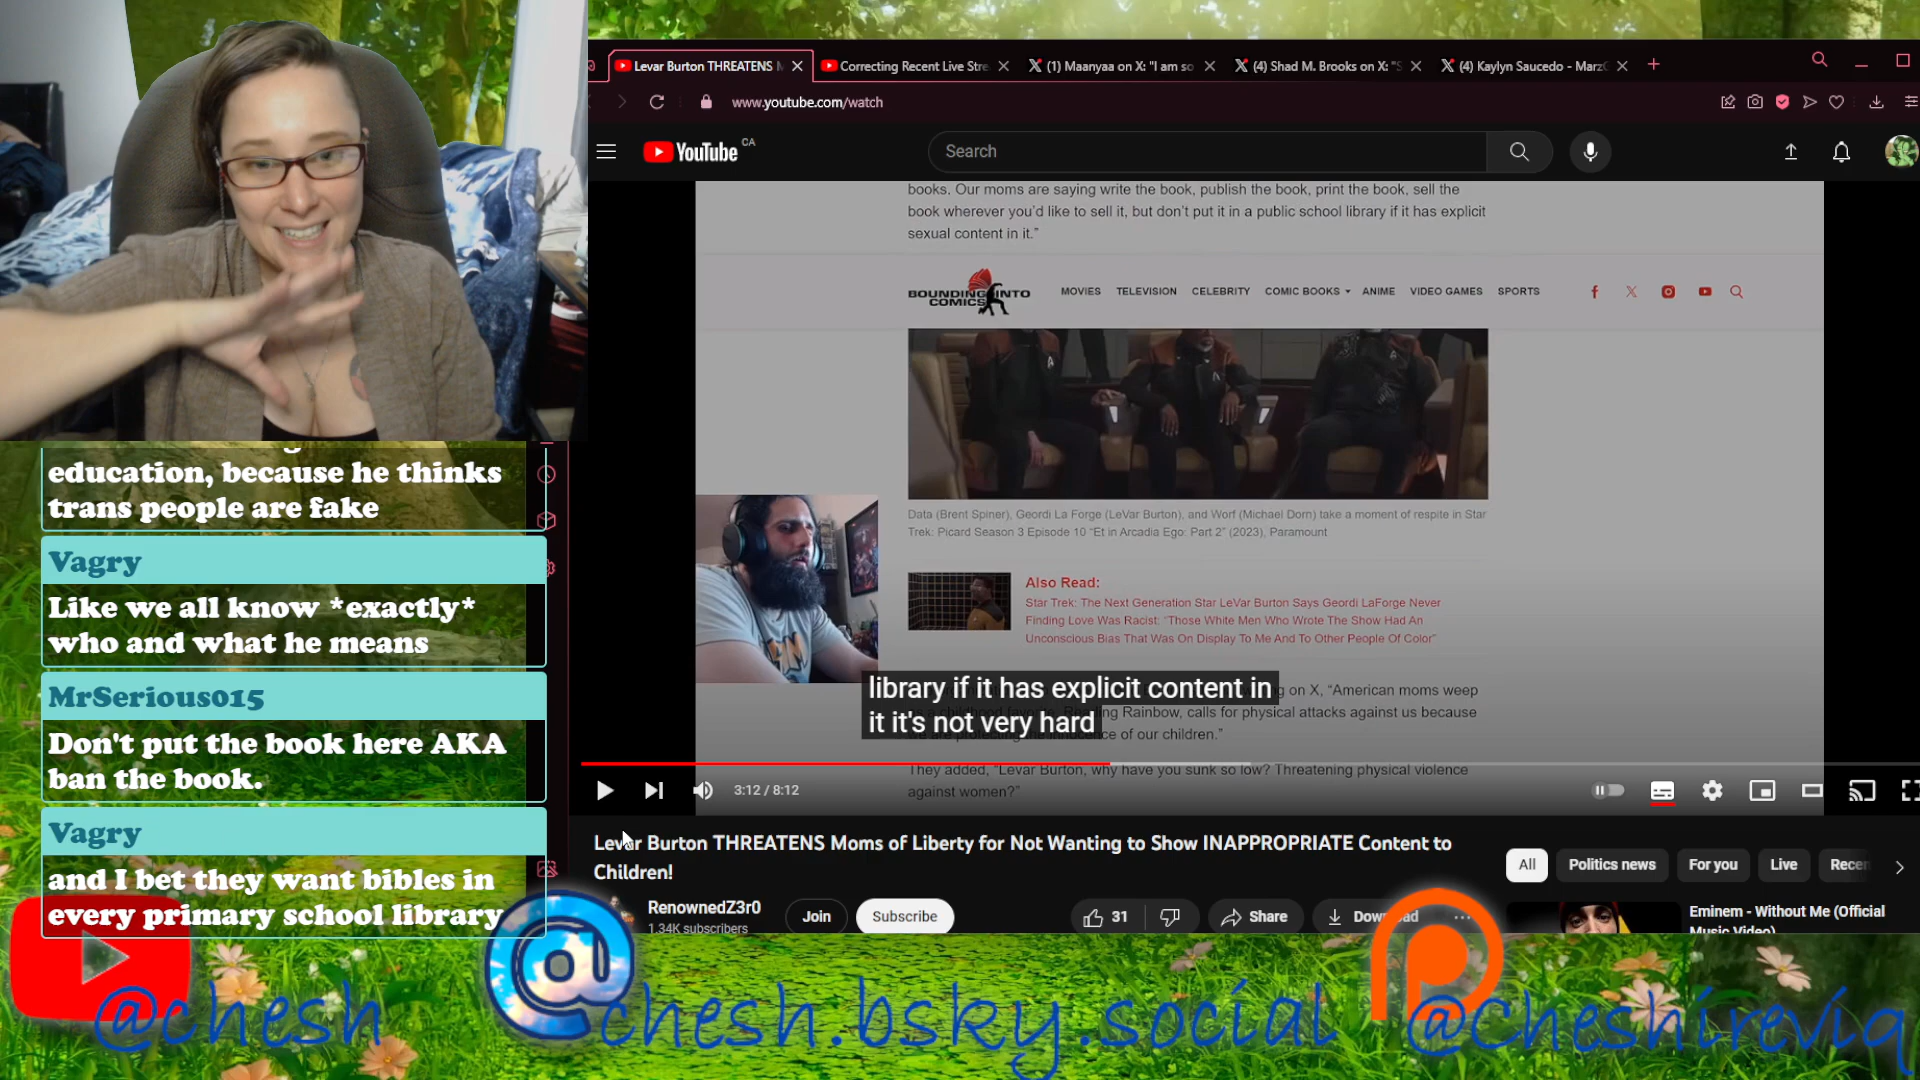 Levar Burton THREATENS M
Correcting Recent Live Stre
(1) Maanyaa on X: "I am so
(4) Shad M. Brooks on X: "S
(4) Kaylyn Saucedo - Marz
www.youtube.com/watch
YouTube
CA
Search
books. Our moms are saying write the book, publish the book, print the book, sell the
book wherever you'd like to sell it, but don't put it in a public school library if it has explicit
sexual content in it."
BOUNDING INTO
COMICS
MOVIES TELEVISION CELEBRITY COMIC BOOKS ANIME VIDEO GAMES SPORTS
Data (Brent Spiner), Geordi La Forge (LeVar Burton), and Worf (Michael Dorn) take a moment of respite in Star
Trek: Picard Season 3 Episode 10 "Et in Arcadia Ego: Part 2" (2023), Paramount
Also Read:
Star Trek: The Next Generation Star LeVar Burton Says Geordi LaForge Never
Finding Love Was Racist: "Those White Men Who Wrote The Show Had An
Unconscious Bias That Was On Display To Me And To Other People Of Color"
library if it has explicit content in
it it's not very hard
on X, "American moms weep
Rainbow, calls for physical attacks against us because
of our children."
They added, "Levar Burton, why have you sunk so low? Threatening physical violence
against women?"
3:12 / 8:12
Levar Burton THREATENS Moms of Liberty for Not Wanting to Show INAPPROPRIATE Content to
Children!
RenownedZ3r0
1.34K subscribers
Join
Subscribe
31
Share
All
Politics news
For you
Live
Recen
Eminem - Without Me (Official
Music Video)
education, because he thinks
trans people are fake
Vagry
Like we all know *exactly*
who and what he means
MrSerious015
Don't put the book here AKA
ban the book.
Vagry
and I bet they want bibles in
every primary school library
@chesh
@chesh.bsky.social
@cheshireviq